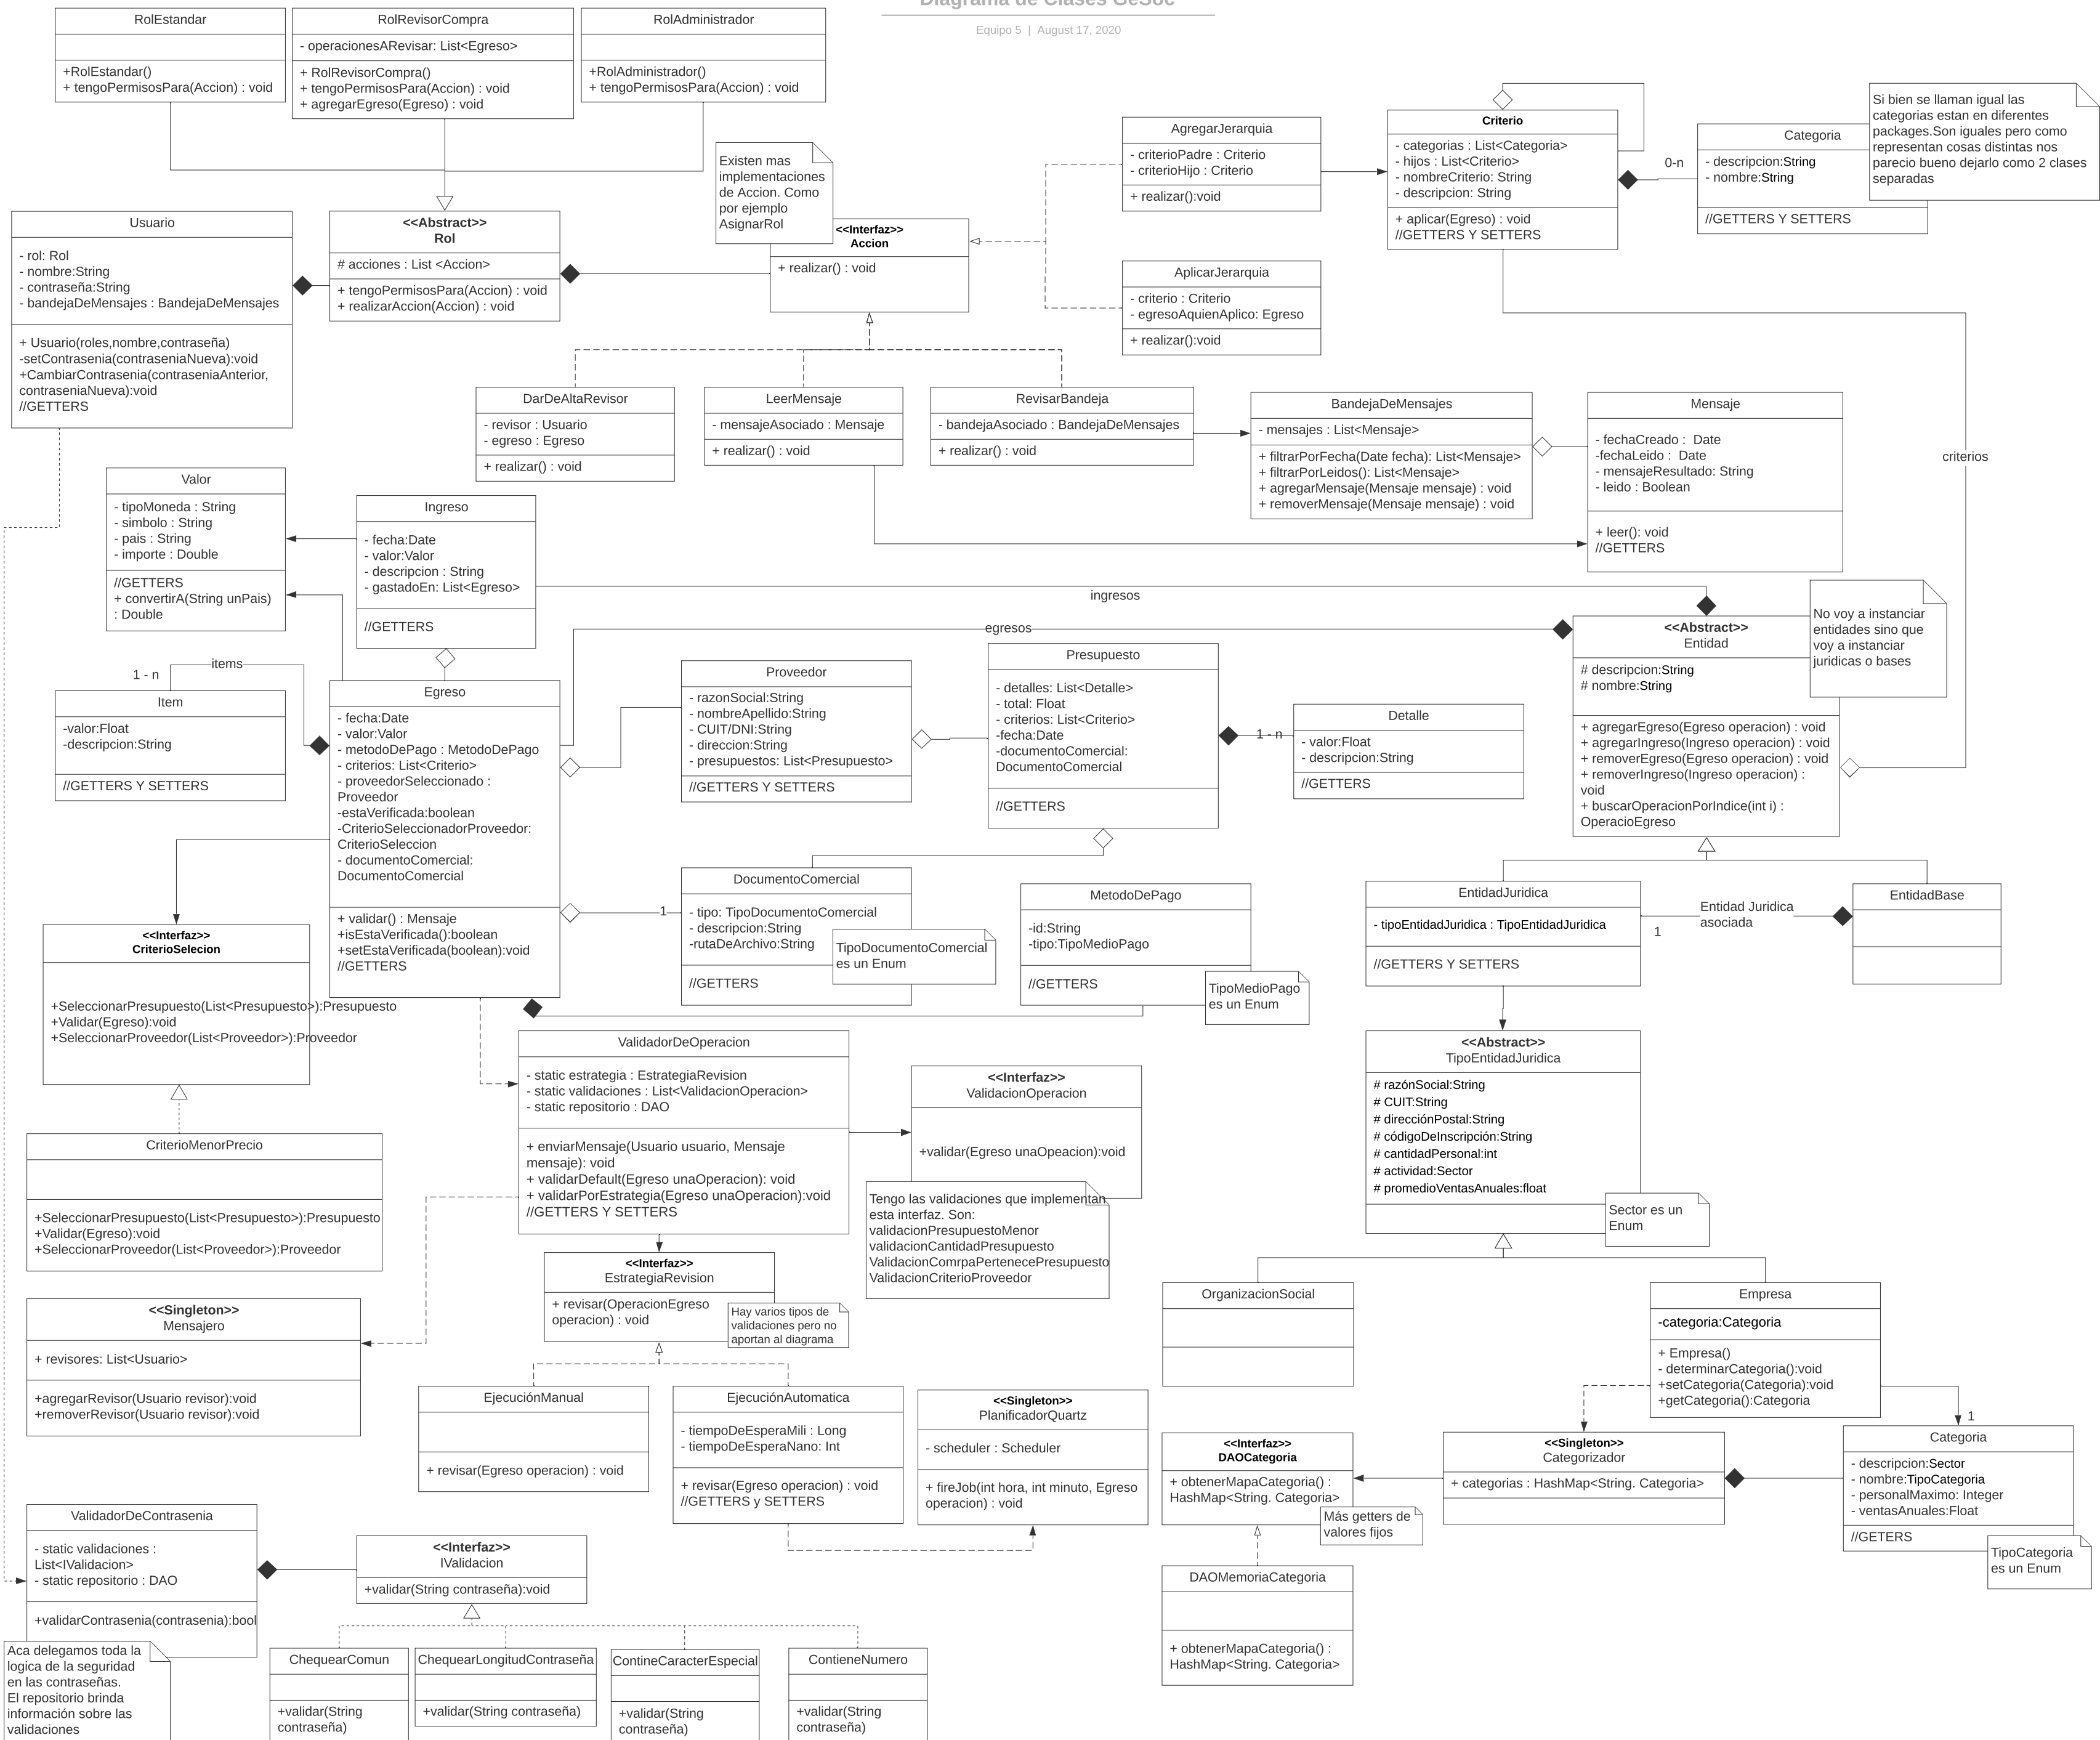 Diagrama de Clases GeSoc
Equipo 5 | August 17, 2020
RolEstandar
+RolEstandar()
+ tengoPermisosPara(Accion) : void
RolRevisorCompra
- operacionesARevisar: List<Egreso>
+ RolRevisorCompra()
+ tengoPermisosPara(Accion) : void
+ agregarEgreso(Egreso) : void
RolAdministrador
+RolAdministrador()
+ tengoPermisosPara(Accion) : void
Existen mas
implementaciones
de Accion. Como
por ejemplo
AsignarRol
<<Interfaz>>
Accion
+ realizar() : void
AgregarJerarquia
- criterioPadre : Criterio
- criterioHijo : Criterio
+ realizar():void
Criterio
- categorias : List<Categoria>
- hijos : List<Criterio>
- nombreCriterio: String
- descripcion: String
+ aplicar(Egreso) : void
//GETTERS Y SETTERS
0-n
Categoria
- descripcion:String
- nombre:String
//GETTERS Y SETTERS
Si bien se llaman igual las
categorias estan en diferentes
packages.Son iguales pero como
representan cosas distintas nos
parecio bueno dejarlo como 2 clases
separadas
Usuario
- rol: Rol
- nombre:String
- contraseña:String
- bandejaDeMensajes : BandejaDeMensajes
+ Usuario(roles,nombre,contraseña)
-setContrasenia(contraseniaNueva):void
+CambiarContrasenia(contraseniaAnterior,
contraseniaNueva):void
//GETTERS
<<Abstract>>
Rol
# acciones : List <Accion>
+ tengoPermisosPara(Accion) : void
+ realizarAccion(Accion) : void
AplicarJerarquia
- criterio : Criterio
- egresoAquienAplico: Egreso
+ realizar():void
DarDeAltaRevisor
- revisor : Usuario
- egreso : Egreso
+ realizar() : void
LeerMensaje
- mensajeAsociado : Mensaje
+ realizar() : void
RevisarBandeja
- bandejaAsociado : BandejaDeMensajes
+ realizar() : void
BandejaDeMensajes
- mensajes : List<Mensaje>
+ filtrarPorFecha(Date fecha): List<Mensaje>
+ filtrarPorLeidos(): List<Mensaje>
+ agregarMensaje(Mensaje mensaje) : void
+ removerMensaje(Mensaje mensaje) : void
Mensaje
- fechaCreado :  Date
-fechaLeido :  Date
- mensajeResultado: String
- leido : Boolean
+ leer(): void
//GETTERS
criterios
Valor
- tipoMoneda : String
- simbolo : String
- pais : String
- importe : Double
//GETTERS
+ convertirA(String unPais)
: Double
Ingreso
- fecha:Date
- valor:Valor
- descripcion : String
- gastadoEn: List<Egreso>
//GETTERS
ingresos
egresos
items
1 - n
Item
-valor:Float
-descripcion:String
//GETTERS Y SETTERS
Egreso
- fecha:Date
- valor:Valor
- metodoDePago : MetodoDePago
- criterios: List<Criterio>
- proveedorSeleccionado :
Proveedor
-estaVerificada:boolean
-CriterioSeleccionadorProveedor:
CriterioSeleccion
- documentoComercial:
DocumentoComercial
+ validar() : Mensaje
+isEstaVerificada():boolean
+setEstaVerificada(boolean):void
//GETTERS
Proveedor
- razonSocial:String
- nombreApellido:String
- CUIT/DNI:String
- direccion:String
- presupuestos: List<Presupuesto>
//GETTERS Y SETTERS
Presupuesto
- detalles: List<Detalle>
- total: Float
- criterios: List<Criterio>
-fecha:Date
-documentoComercial:
DocumentoComercial
//GETTERS
1 - n
Detalle
- valor:Float
- descripcion:String
//GETTERS
<<Abstract>>
Entidad
# descripcion:String
# nombre:String
+ agregarEgreso(Egreso operacion) : void
+ agregarIngreso(Ingreso operacion) : void
+ removerEgreso(Egreso operacion) : void
+ removerIngreso(Ingreso operacion) :
void
+ buscarOperacionPorIndice(int i) :
OperacioEgreso
No voy a instanciar
entidades sino que
voy a instanciar
juridicas o bases
1
DocumentoComercial
- tipo: TipoDocumentoComercial
- descripcion:String
-rutaDeArchivo:String
//GETTERS
TipoDocumentoComercial
es un Enum
MetodoDePago
-id:String
-tipo:TipoMedioPago
//GETTERS
TipoMedioPago
es un Enum
EntidadJuridica
- tipoEntidadJuridica : TipoEntidadJuridica
//GETTERS Y SETTERS
Entidad Juridica
asociada
1
EntidadBase
<<Interfaz>>
CriterioSelecion
+SeleccionarPresupuesto(List<Presupuesto>):Presupuesto
+Validar(Egreso):void
+SeleccionarProveedor(List<Proveedor>):Proveedor
CriterioMenorPrecio
+SeleccionarPresupuesto(List<Presupuesto>):Presupuesto
+Validar(Egreso):void
+SeleccionarProveedor(List<Proveedor>):Proveedor
ValidadorDeOperacion
- static estrategia : EstrategiaRevision
- static validaciones : List<ValidacionOperacion>
- static repositorio : DAO
+ enviarMensaje(Usuario usuario, Mensaje
mensaje): void
+ validarDefault(Egreso unaOperacion): void
+ validarPorEstrategia(Egreso unaOperacion):void
//GETTERS Y SETTERS
<<Interfaz>>
ValidacionOperacion
+validar(Egreso unaOpeacion):void
Tengo las validaciones que implementan
esta interfaz. Son:
validacionPresupuestoMenor
validacionCantidadPresupuesto
ValidacionComrpaPertenecePresupuesto
ValidacionCriterioProveedor
<<Abstract>>
TipoEntidadJuridica
# razónSocial:String
# CUIT:String
# direcciónPostal:String
# códigoDeInscripción:String
# cantidadPersonal:int
# actividad:Sector
# promedioVentasAnuales:float
Sector es un
Enum
<<Singleton>>
Mensajero
+ revisores: List<Usuario>
+agregarRevisor(Usuario revisor):void
+removerRevisor(Usuario revisor):void
<<Interfaz>>
EstrategiaRevision
+ revisar(OperacionEgreso
operacion) : void
Hay varios tipos de
validaciones pero no
aportan al diagrama
OrganizacionSocial
Empresa
-categoria:Categoria
+ Empresa()
- determinarCategoria():void
+setCategoria(Categoria):void
+getCategoria():Categoria
1
EjecuciónManual
+ revisar(Egreso operacion) : void
EjecuciónAutomatica
- tiempoDeEsperaMili : Long
- tiempoDeEsperaNano: Int
+ revisar(Egreso operacion) : void
//GETTERS y SETTERS
<<Singleton>>
PlanificadorQuartz
- scheduler : Scheduler
+ fireJob(int hora, int minuto, Egreso
operacion) : void
<<Interfaz>>
DAOCategoria
+ obtenerMapaCategoria() :
HashMap<String. Categoria>
Más getters de
valores fijos
<<Singleton>>
Categorizador
+ categorias : HashMap<String. Categoria>
Categoria
- descripcion:Sector
- nombre:TipoCategoria
- personalMaximo: Integer
- ventasAnuales:Float
//GETERS
TipoCategoria
es un Enum
ValidadorDeContrasenia
- static validaciones :
List<IValidacion>
- static repositorio : DAO
+validarContrasenia(contrasenia):bool
Aca delegamos toda la
logica de la seguridad
en las contraseñas.
El repositorio brinda
información sobre las
validaciones
<<Interfaz>>
IValidacion
+validar(String contraseña):void
DAOMemoriaCategoria
+ obtenerMapaCategoria() :
HashMap<String. Categoria>
ChequearComun
+validar(String
contraseña)
ChequearLongitudContraseña
+validar(String contraseña)
ContineCaracterEspecial
+validar(String
contraseña)
ContieneNumero
+validar(String
contraseña)